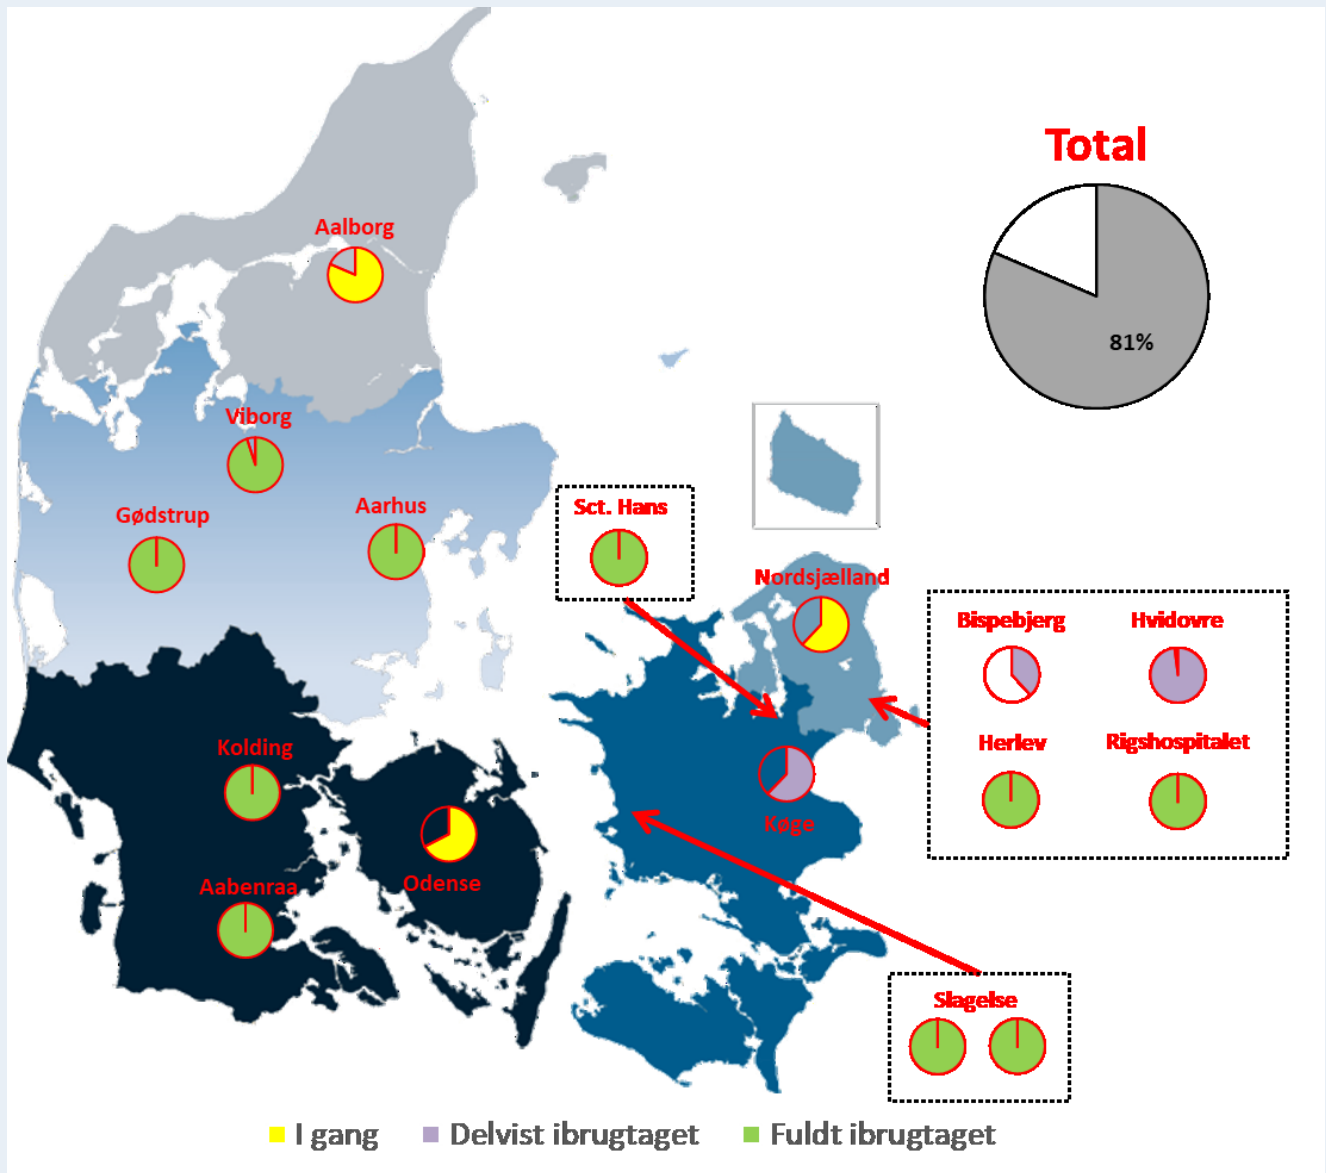 Total
81%
Aalborg
Viborg
Gødstrup
Aarhus
Sct. Hans
Nordsjælland
Bispebjerg
Hvidovre
Herlev
Rigshospitalet
Kolding
Køge
Odense
Aabenraa
Slagelse
I gang
Delvist ibrugtaget
Fuldt ibrugtaget